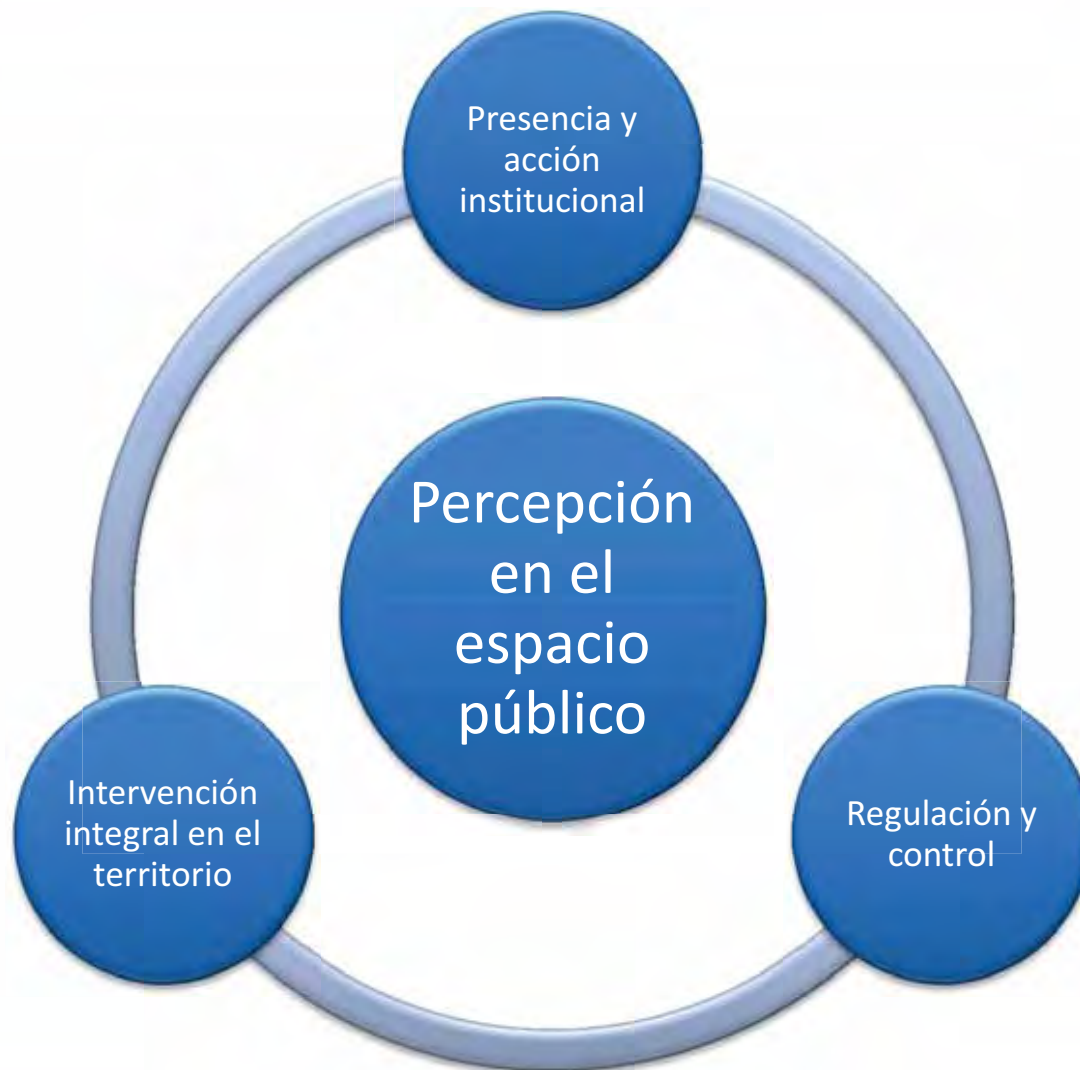 Presencia y
acción
institucional
Percepción
en el
espacio
público
Intervención
integral en el
territorio
Regulación y
control